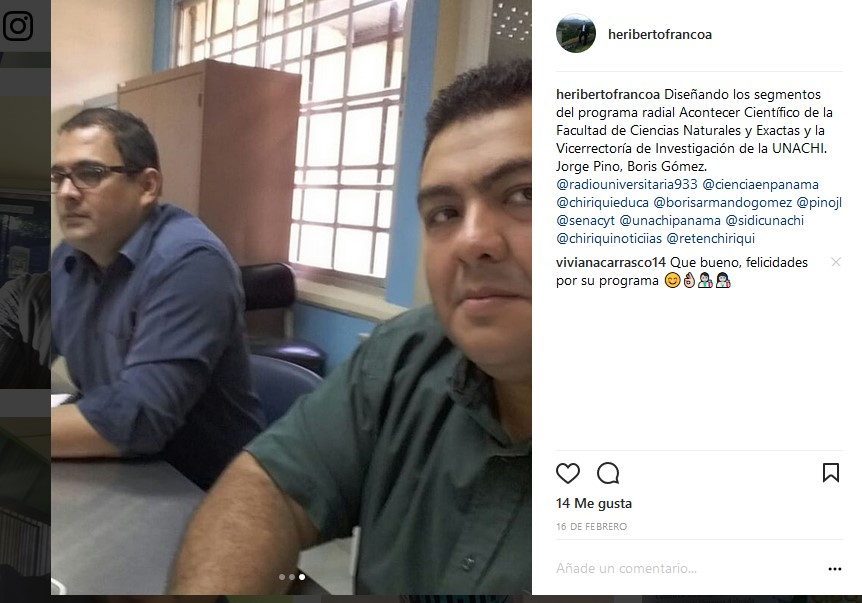 heribertofrancoa
heribertofrancoa Diseñando los segmentos
del programa radial Acontecer Científico de la
Facultad de Ciencias Naturales y Exactas y la
Vicerrectoría de Investigación de la UNACHI.
Jorge Pino, Boris Gómez.
@radiouniversitaria933 @cienciaenpanama
@chiriquieduca @borisarmandogomez @pinojl
@senacyt @unachipanama @sidicunachi
@chiriquinoticiias @retenchiriqui
vivianacarrasco14 Que bueno, felicidades
por su programa 😊👌🏻👨🏻‍🔬👩🏻‍🔬
14 Me gusta
16 DE FEBRERO
Añade un comentario...